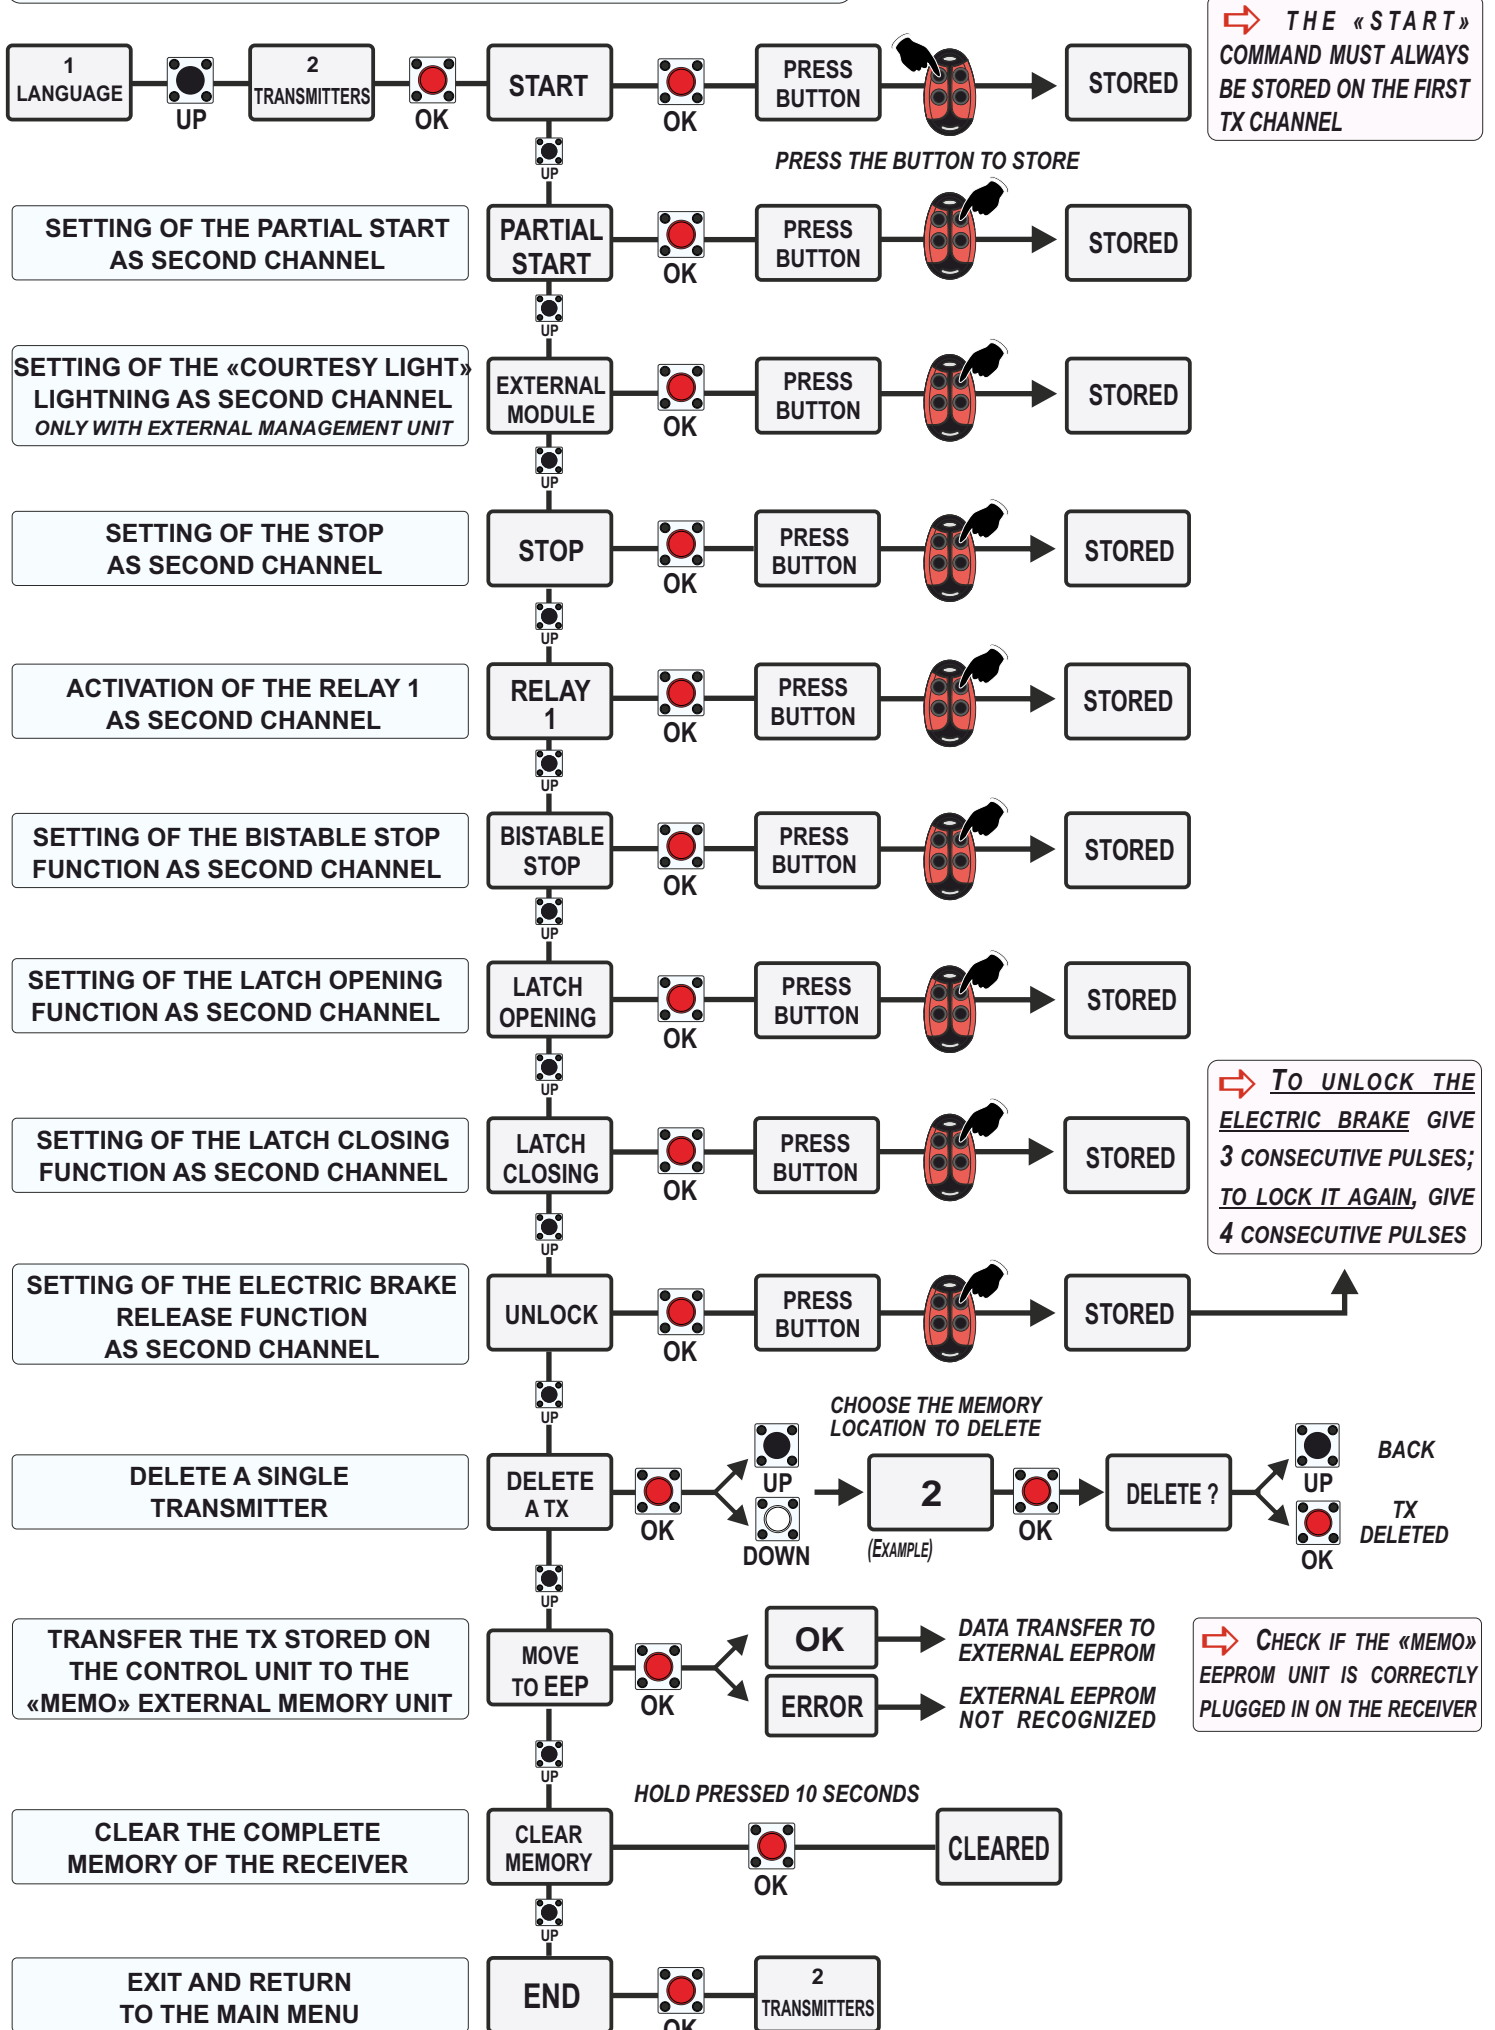 1
LANGUAGE
UP
2
TRANSMITTERS
OK
START
OK
PRESS
BUTTON
STORED
THE «START»
COMMAND MUST ALWAYS
BE STORED ON THE FIRST
TX CHANNEL
PRESS THE BUTTON TO STORE
UP
SETTING OF THE PARTIAL START
AS SECOND CHANNEL
PARTIAL
START
OK
PRESS
BUTTON
STORED
UP
SETTING OF THE «COURTESY LIGHT»
LIGHTNING AS SECOND CHANNEL
ONLY WITH EXTERNAL MANAGEMENT UNIT
EXTERNAL
MODULE
OK
PRESS
BUTTON
STORED
UP
SETTING OF THE STOP
AS SECOND CHANNEL
STOP
OK
PRESS
BUTTON
STORED
UP
ACTIVATION OF THE RELAY 1
AS SECOND CHANNEL
RELAY
1
OK
PRESS
BUTTON
STORED
UP
SETTING OF THE BISTABLE STOP
FUNCTION AS SECOND CHANNEL
BISTABLE
STOP
OK
PRESS
BUTTON
STORED
UP
SETTING OF THE LATCH OPENING
FUNCTION AS SECOND CHANNEL
LATCH
OPENING
OK
PRESS
BUTTON
STORED
UP
SETTING OF THE LATCH CLOSING
FUNCTION AS SECOND CHANNEL
LATCH
CLOSING
OK
PRESS
BUTTON
STORED
TO UNLOCK THE
ELECTRIC BRAKE GIVE
3 CONSECUTIVE PULSES;
TO LOCK IT AGAIN, GIVE
4 CONSECUTIVE PULSES
UP
SETTING OF THE ELECTRIC BRAKE
RELEASE FUNCTION
AS SECOND CHANNEL
UNLOCK
OK
PRESS
BUTTON
STORED
UP
DELETE A SINGLE
TRANSMITTER
DELETE
A TX
OK
UP
DOWN
CHOOSE THE MEMORY
LOCATION TO DELETE
2
(EXAMPLE)
OK
DELETE ?
UP
BACK
OK
TX
DELETED
UP
TRANSFER THE TX STORED ON
THE CONTROL UNIT TO THE
«MEMO» EXTERNAL MEMORY UNIT
MOVE
TO EEP
OK
OK
DATA TRANSFER TO
EXTERNAL EEPROM
ERROR
EXTERNAL EEPROM
NOT RECOGNIZED
CHECK IF THE «MEMO»
EEPROM UNIT IS CORRECTLY
PLUGGED IN ON THE RECEIVER
UP
CLEAR THE COMPLETE
MEMORY OF THE RECEIVER
CLEAR
MEMORY
HOLD PRESSED 10 SECONDS
OK
CLEARED
UP
EXIT AND RETURN
TO THE MAIN MENU
END
OK
2
TRANSMITTERS